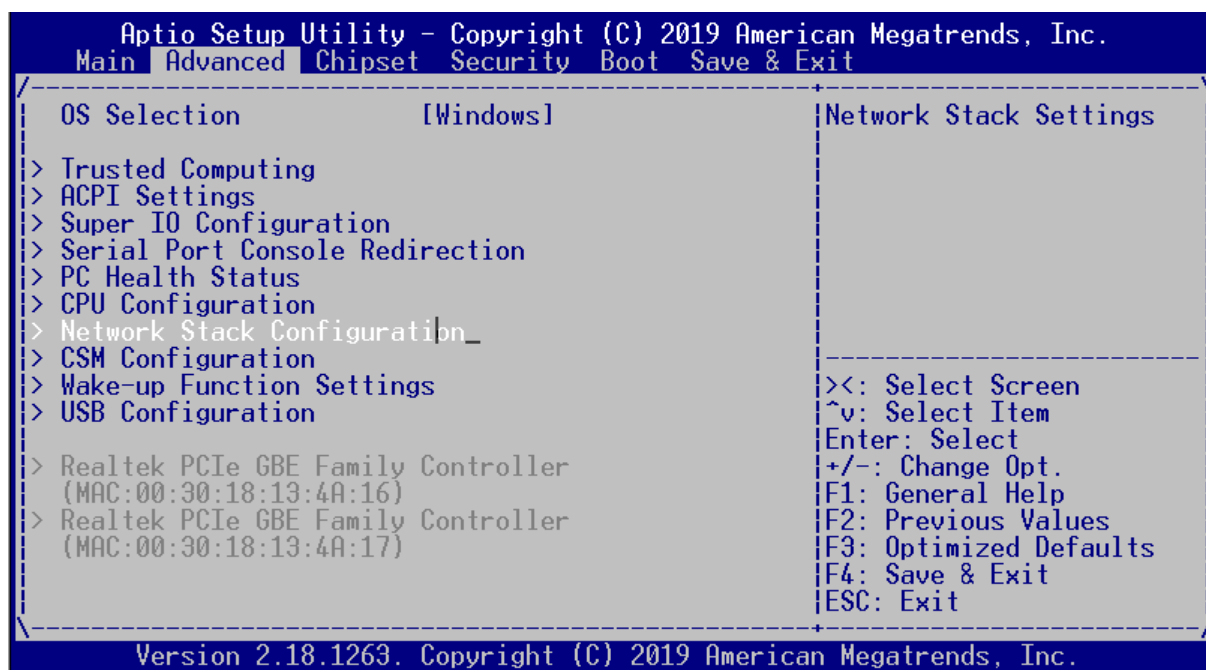 Aptio Setup Utility - Copyright (C) 2019 American Megatrends, Inc.
Main Advanced Chipset Security Boot Save & Exit
OS Selection [Windows]
> Trusted Computing
> ACPI Settings
> Super IO Configuration
> Serial Port Console Redirection
> PC Health Status
> CPU Configuration
> Network Stack Configuration_
> CSM Configuration
> Wake-up Function Settings
> USB Configuration
> Realtek PCIe GBE Family Controller
(MAC:00:30:18:13:4A:16)
> Realtek PCIe GBE Family Controller
(MAC:00:30:18:13:4A:17)
Network Stack Settings
><: Select Screen
^v: Select Item
Enter: Select
+/-: Change Opt.
F1: General Help
F2: Previous Values
F3: Optimized Defaults
F4: Save & Exit
ESC: Exit
Version 2.18.1263. Copyright (C) 2019 American Megatrends, Inc.